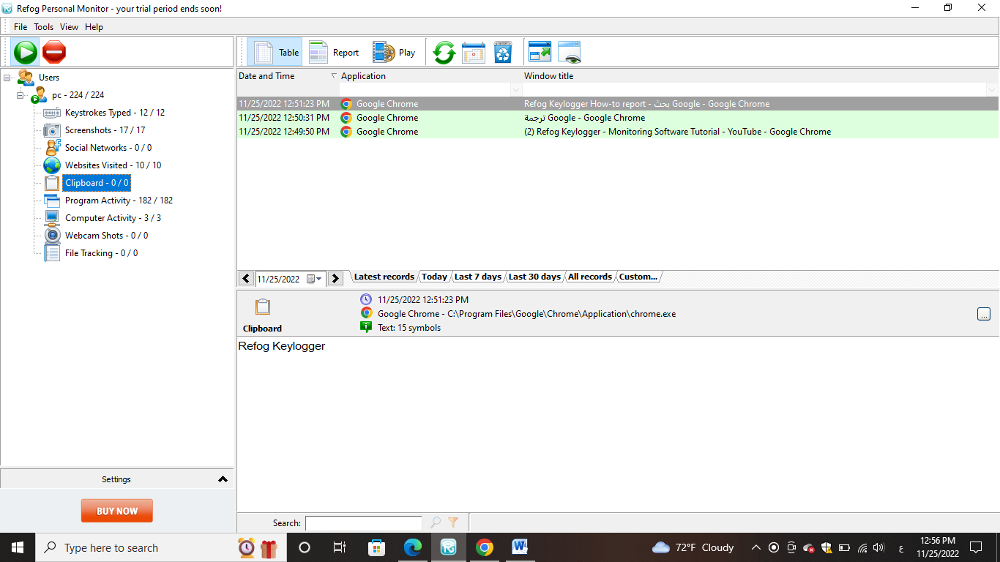 Refog Personal Monitor - your trial period ends soon!
File Tools View Help
Table Report Play
Users
pc - 224 / 224
Keystrokes Typed - 12 / 12
Screenshots - 17 / 17
Social Networks - 0 / 0
Websites Visited - 10 / 10
Clipboard - 0 / 0
Program Activity - 182 / 182
Computer Activity - 3 / 3
Webcam Shots - 0 / 0
File Tracking - 0 / 0
Settings
BUY NOW
Date and Time Application Window title
11/25/2022 12:51:23 PM Google Chrome Refog Keylogger How-to report - بحث Google - Google Chrome
11/25/2022 12:50:31 PM Google Chrome ترجمة Google - Google Chrome
11/25/2022 12:49:50 PM Google Chrome (2) Refog Keylogger - Monitoring Software Tutorial - YouTube - Google Chrome
11/25/2022 Latest records Today Last 7 days Last 30 days All records Custom...
11/25/2022 12:51:23 PM
Google Chrome - C:\Program Files\Google\Chrome\Application\chrome.exe
...
Clipboard Text: 15 symbols
Refog Keylogger
Search:
Type here to search
72°F Cloudy
ع
12:56 PM
11/25/2022